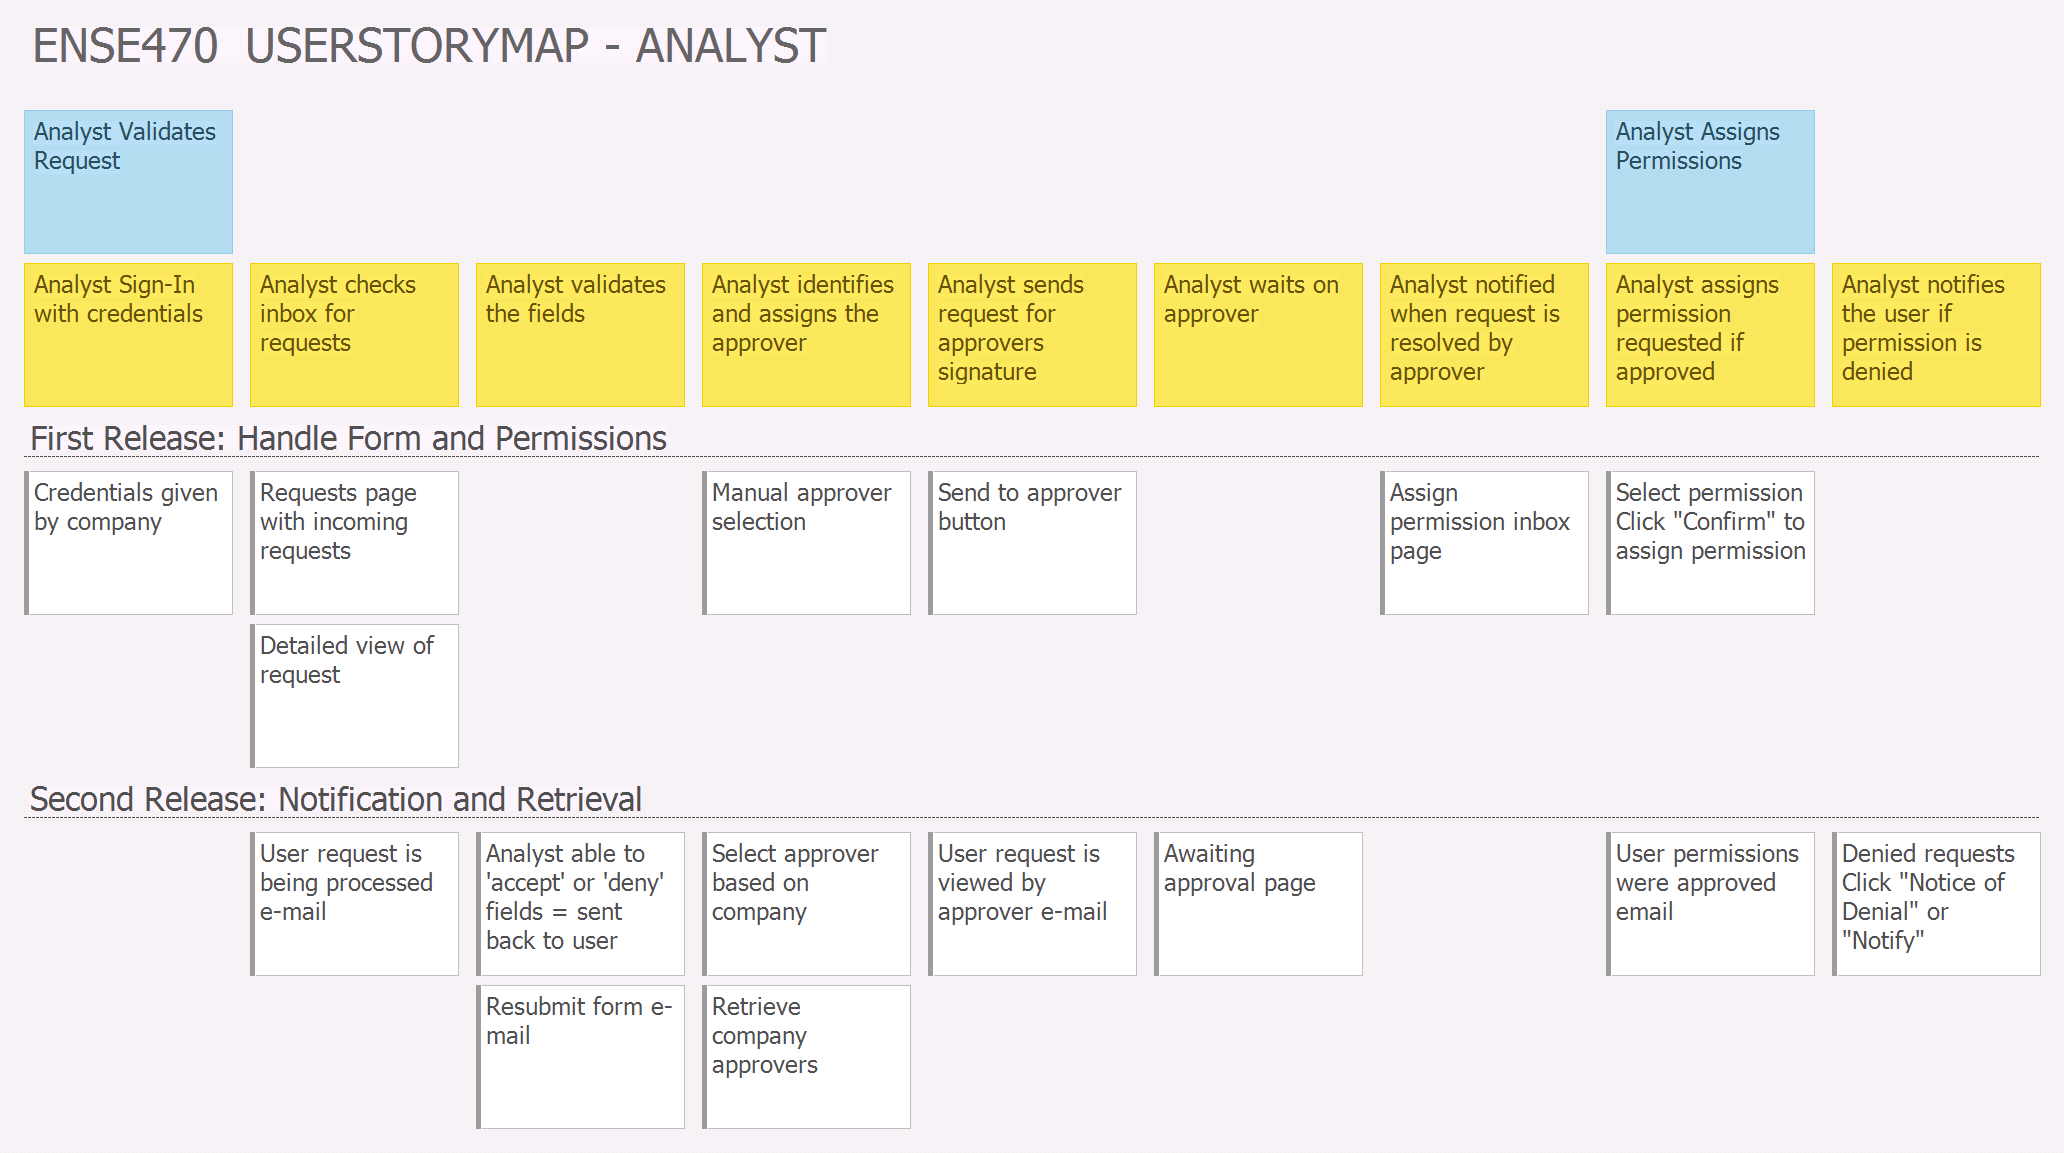 ENSE470  USERSTORYMAP - ANALYST
Analyst Validates
Request
Analyst Assigns
Permissions
Analyst Sign-In
with credentials
Analyst checks
inbox for
requests
Analyst validates
the fields
Analyst identifies
and assigns the
approver
Analyst sends
request for
approvers
signature
Analyst waits on
approver
Analyst notified
when request is
resolved by
approver
Analyst assigns
permission
requested if
approved
Analyst notifies
the user if
permission is
denied
First Release: Handle Form and Permissions
Credentials given
by company
Requests page
with incoming
requests
Manual approver
selection
Send to approver
button
Assign
permission inbox
page
Select permission
Click "Confirm" to
assign permission
Detailed view of
request
Second Release: Notification and Retrieval
User request is
being processed
e-mail
Analyst able to
'accept' or 'deny'
fields = sent
back to user
Select approver
based on
company
User request is
viewed by
approver e-mail
Awaiting
approval page
User permissions
were approved
email
Denied requests
Click "Notice of
Denial" or
"Notify"
Resubmit form e-
mail
Retrieve
company
approvers